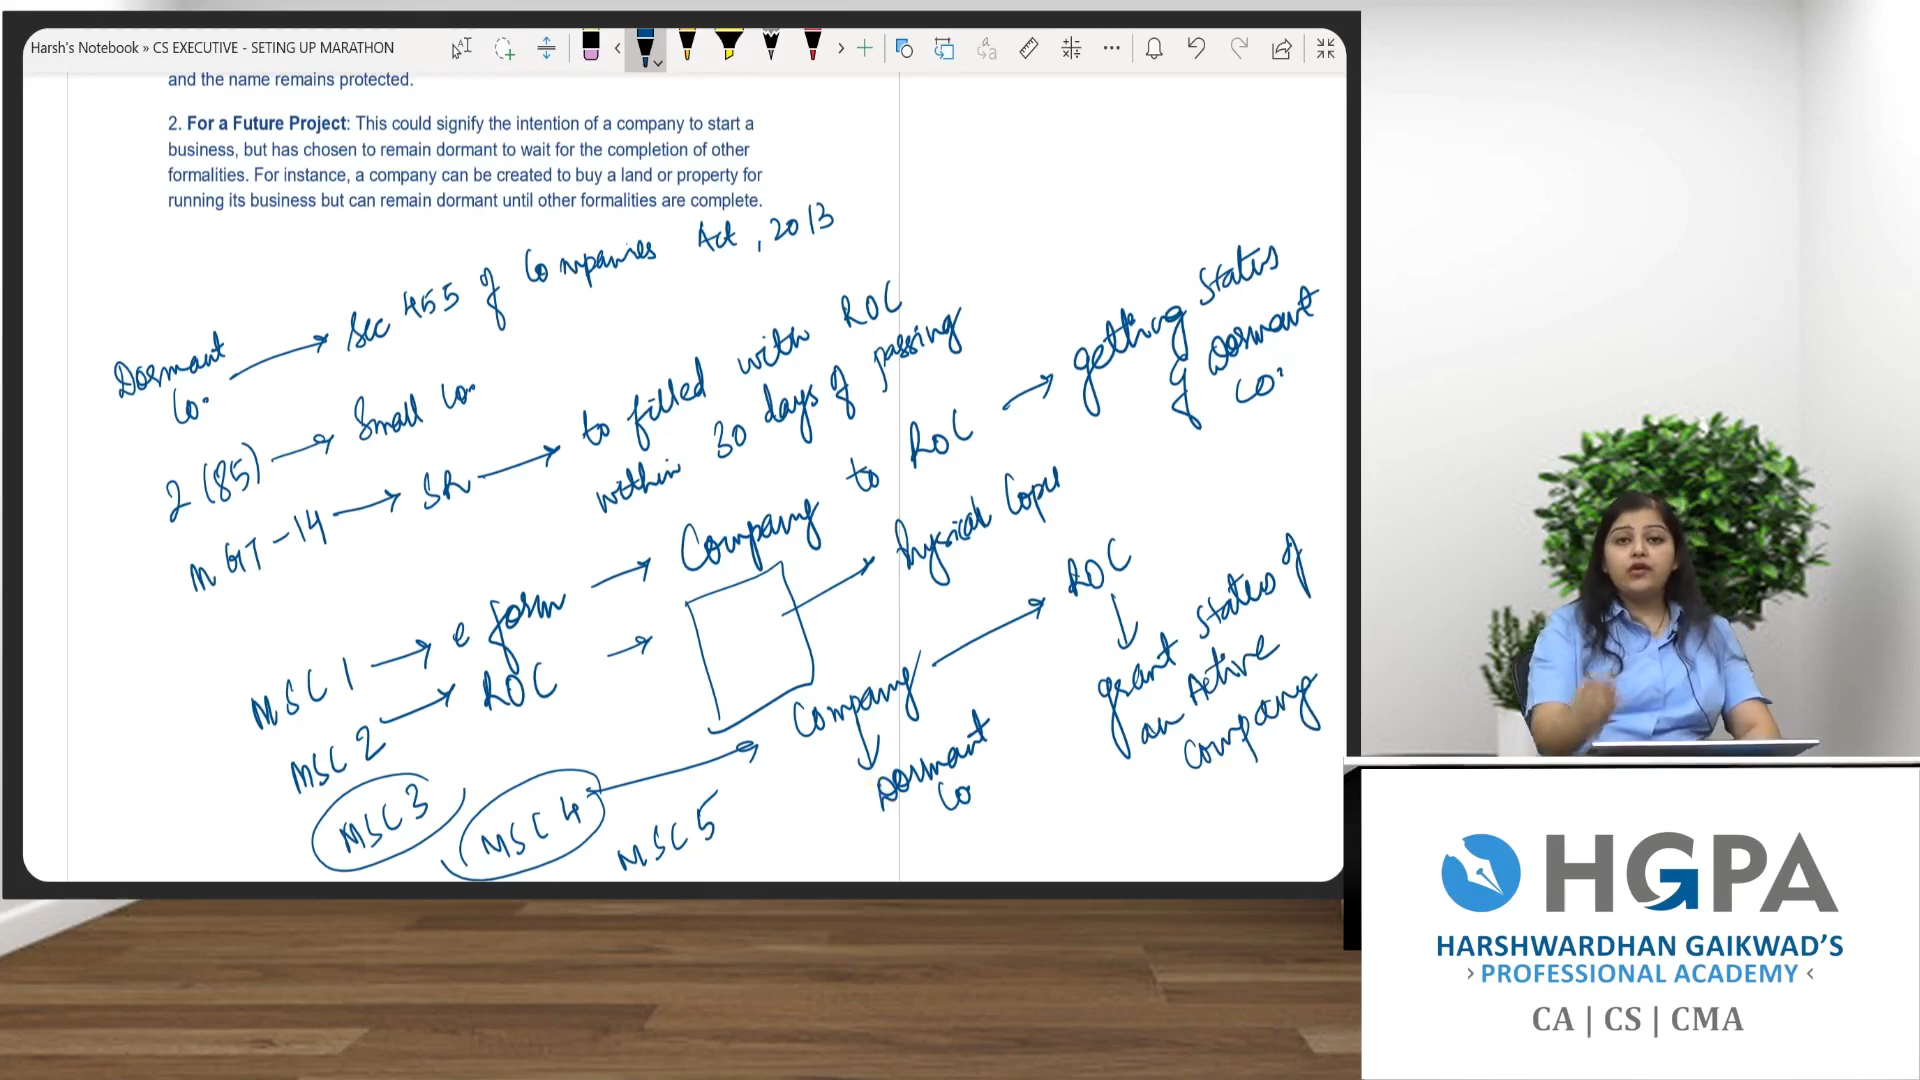 Harsh's Notebook » CS EXECUTIVE - SETING UP MARATHON
and the name remains protected.
2. For a Future Project: This could signify the intention of a company to start a
business, but has chosen to remain dormant to wait for the completion of other
formalities. For instance, a company can be created to buy a land or property for
running its business but can remain dormant until other formalities are complete.
Dormant Co. → Sec 455 of Companies Act, 2013
2 (85) → Small Co.
MGT-14 → SR → to filled with ROC
within 30 days of passing
MSC 1 → e form → Company to ROC → getting status
of Dormant
Co.
MSC 2 → ROC → Physical Copy
MSC 3
MSC 4 → Company → ROC
Dormant
Co
grant status of
an Active
Company
MSC 5
HGPA
HARSHWARDHAN GAIKWAD'S
› PROFESSIONAL ACADEMY ‹
CA | CS | CMA